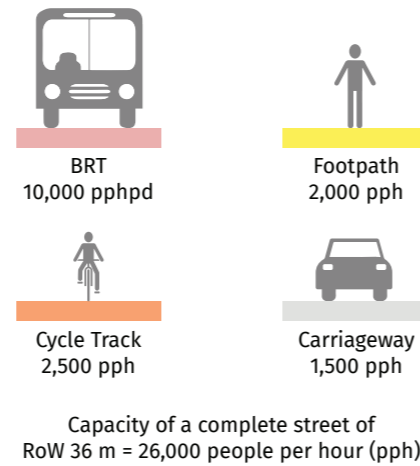 BRT
10,000 pphpd
Footpath
2,000 pph
Cycle Track
2,500 pph
Carriageway
1,500 pph
Capacity of a complete street of
RoW 36 m = 26,000 people per hour (pph)